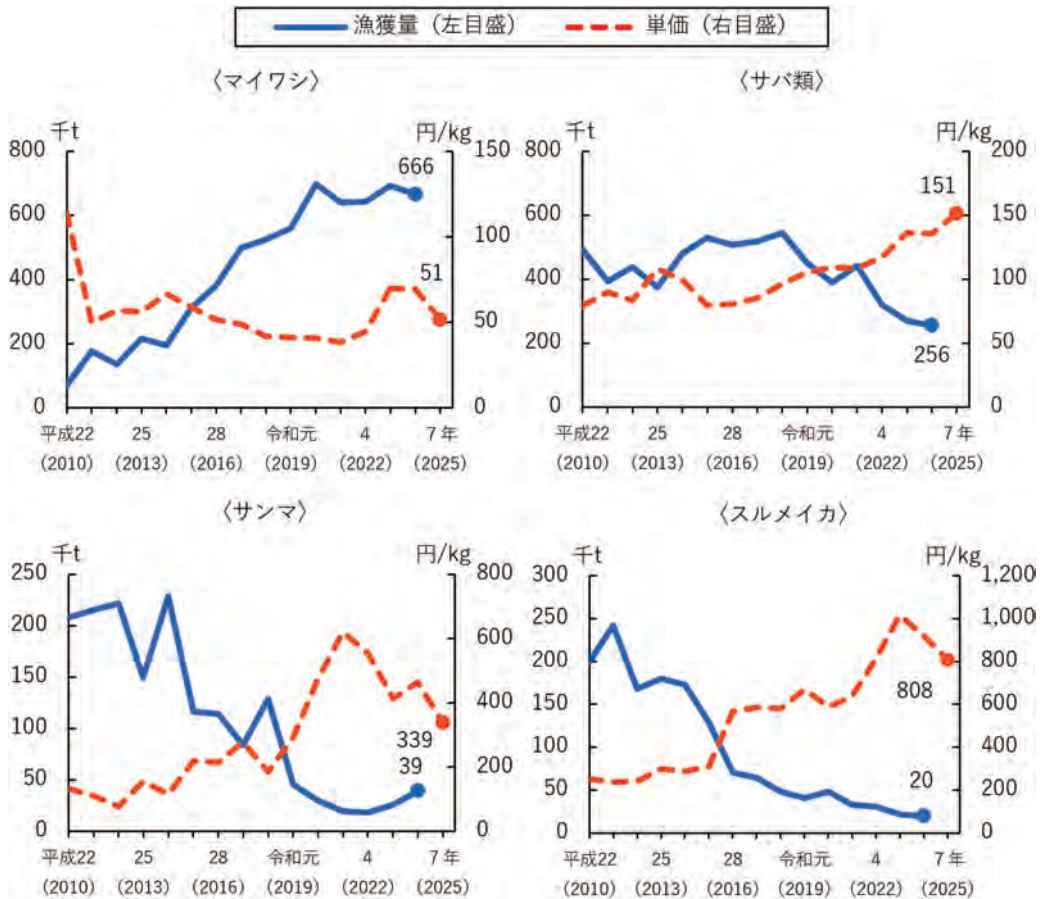 漁獲量（左目盛） 単価（右目盛）
〈マイワシ〉
千t 円/kg
800 150
600 100
400 50
200 0
0
666
51
平成22 25 28 令和元 4 7年
（2010） （2013） （2016） （2019） （2022） （2025）
〈サバ類〉
千t 円/kg
800 200
600 150
400 100
200 50
0 0
151
256
平成22 25 28 令和元 4 7年
（2010） （2013） （2016） （2019） （2022） （2025）
〈サンマ〉
千t 円/kg
250 800
200 600
150 400
100 200
50 0
0
339
39
平成22 25 28 令和元 4 7年
（2010） （2013） （2016） （2019） （2022） （2025）
〈スルメイカ〉
千t 円/kg
300 1,200
250 1,000
200 800
150 600
100 400
50 200
0 0
808
20
平成22 25 28 令和元 4 7年
（2010） （2013） （2016） （2019） （2022） （2025）